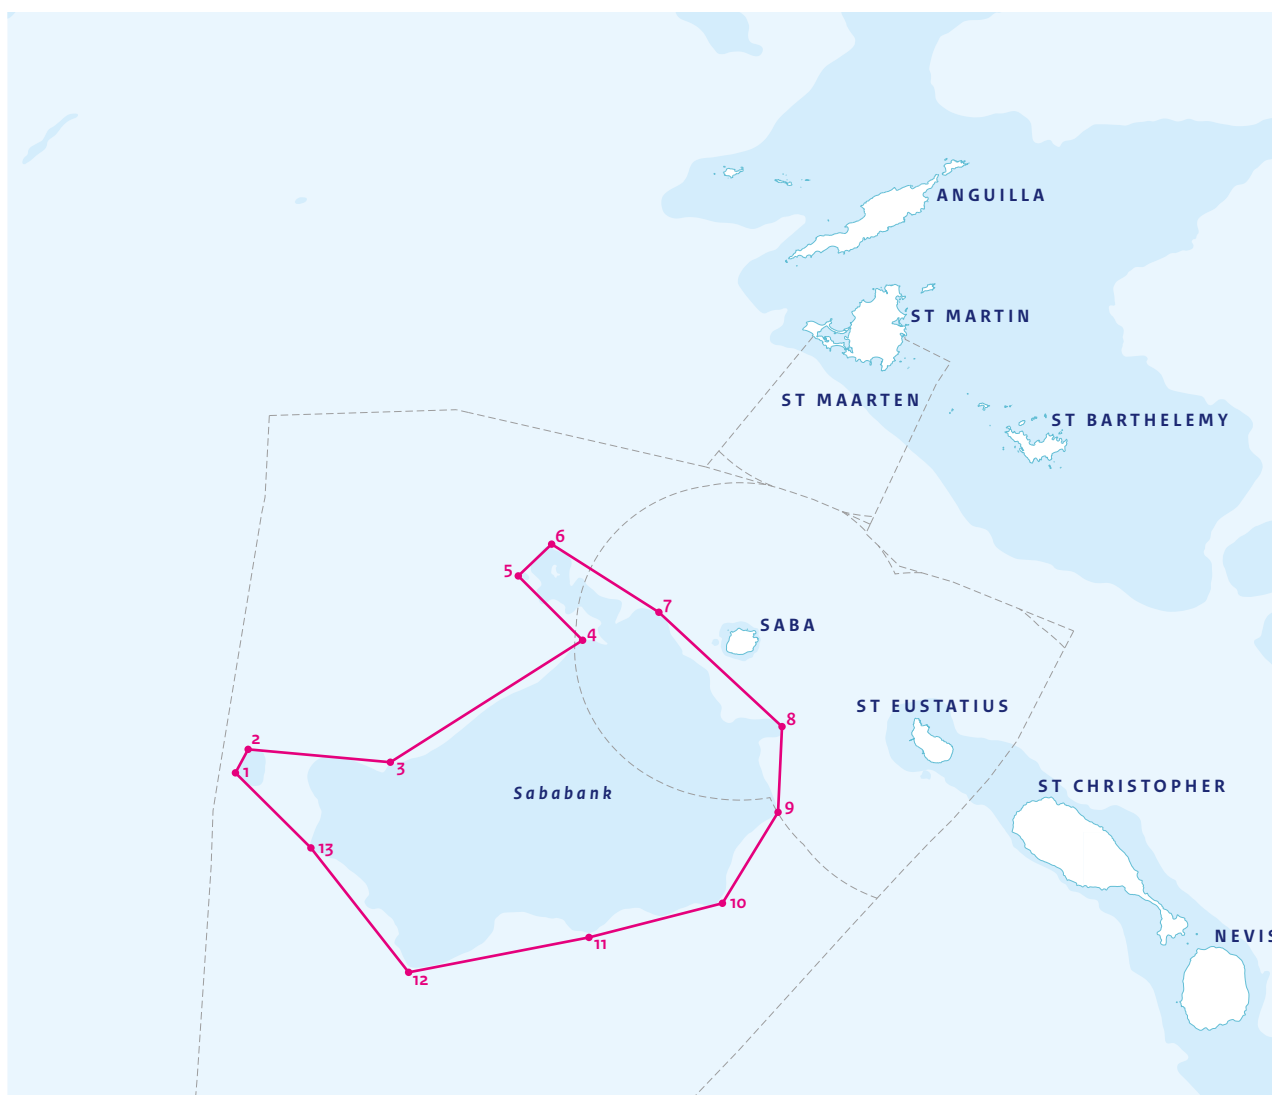 ANGUILLA
ST MARTIN
ST MAARTEN
ST BARTHELEMY
6
5
7
SABA
4
ST EUSTATIUS
8
2
3
1
ST CHRISTOPHER
Sababank
9
13
10
NEVIS
11
12